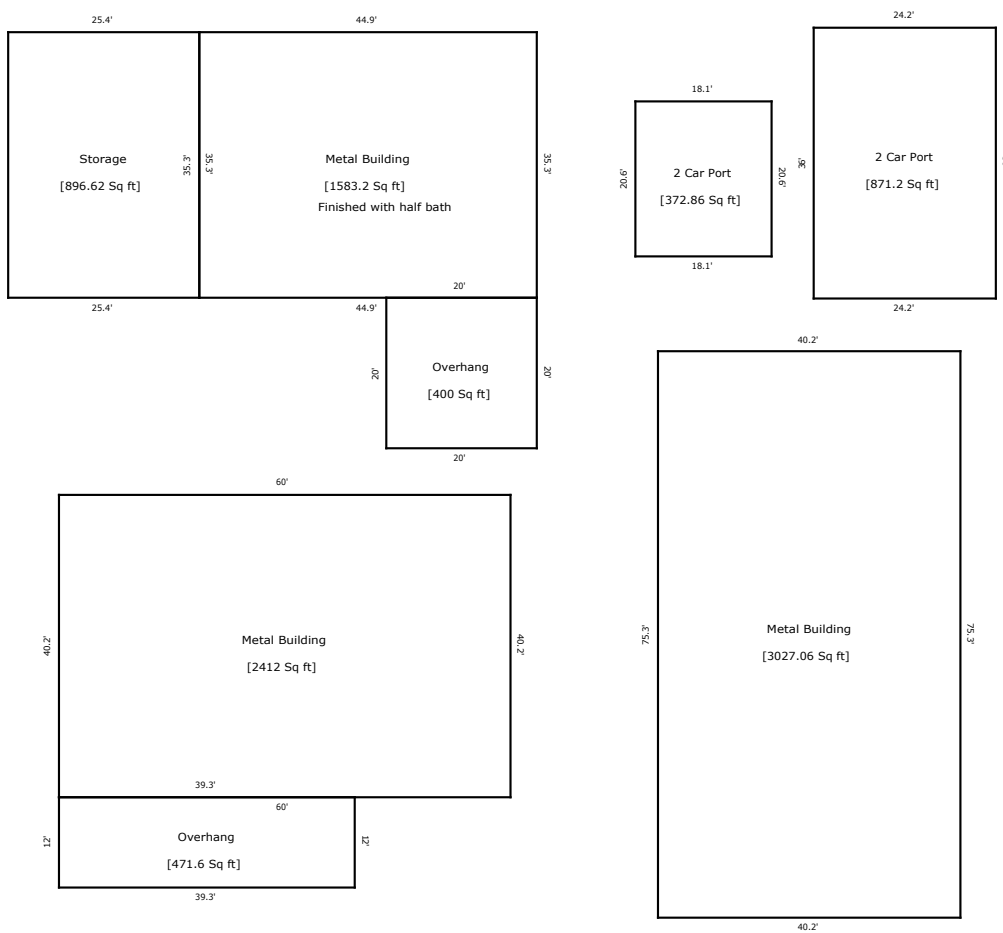 25.4'
44.9'
Storage
[896.62 Sq ft]
35.3'
35.3'
Metal Building
[1583.2 Sq ft]
Finished with half bath
35.3'
25.4'
44.9'
20'
20'
Overhang
[400 Sq ft]
20'
20'
18.1'
20.6'
2 Car Port
[372.86 Sq ft]
20.6'
18.1'
24.2'
36'
2 Car Port
[871.2 Sq ft]
24.2'
60'
40.2'
Metal Building
[2412 Sq ft]
40.2'
39.3'
60'
12'
Overhang
[471.6 Sq ft]
12'
39.3'
40.2'
75.3'
Metal Building
[3027.06 Sq ft]
75.3'
40.2'